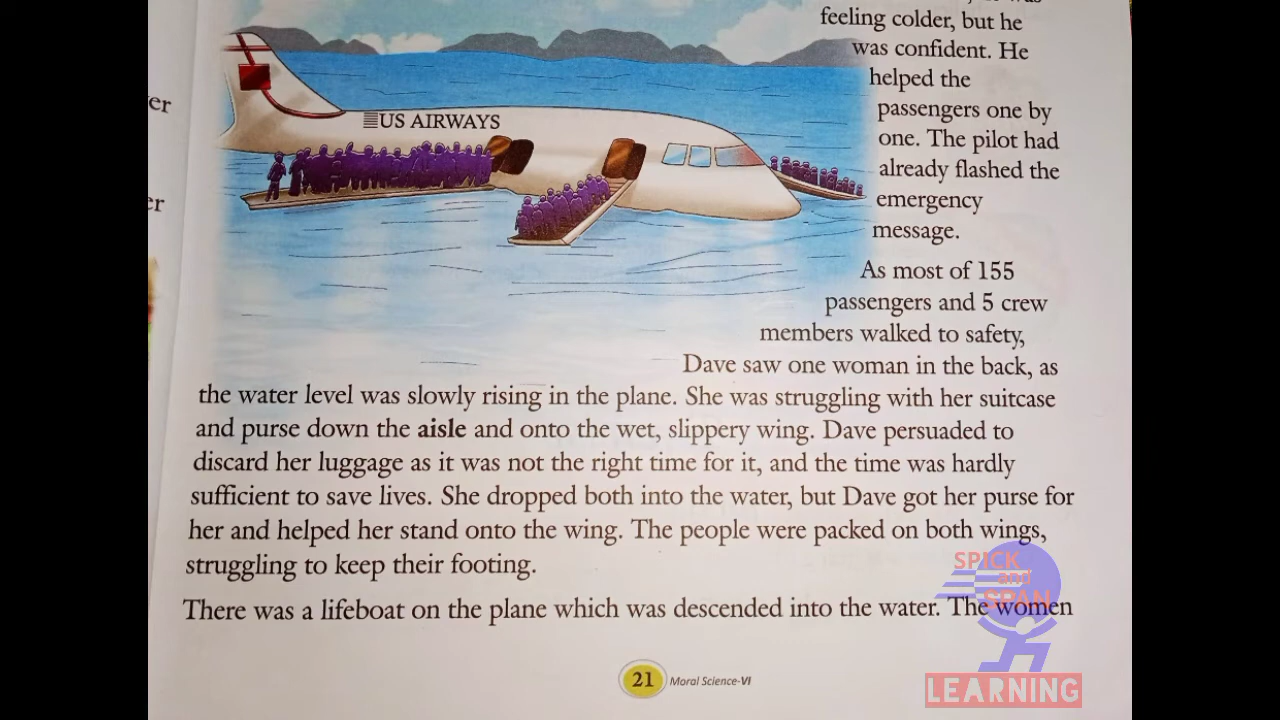 er
er
US AIRWAYS
feeling colder, but he
was confident. He
helped the
passengers one by
one. The pilot had
already flashed the
emergency
message.
As most of 155
passengers and 5 crew
members walked to safety,
Dave saw one woman in the back, as
the water level was slowly rising in the plane. She was struggling with her suitcase
and purse down the aisle and onto the wet, slippery wing. Dave persuaded to
discard her luggage as it was not the right time for it, and the time was hardly
sufficient to save lives. She dropped both into the water, but Dave got her purse for
her and helped her stand onto the wing. The people were packed on both wings,
struggling to keep their footing.
There was a lifeboat on the plane which was descended into the water. The women
21 Moral Science-VI
SPICK
and
SPAN
LEARNING